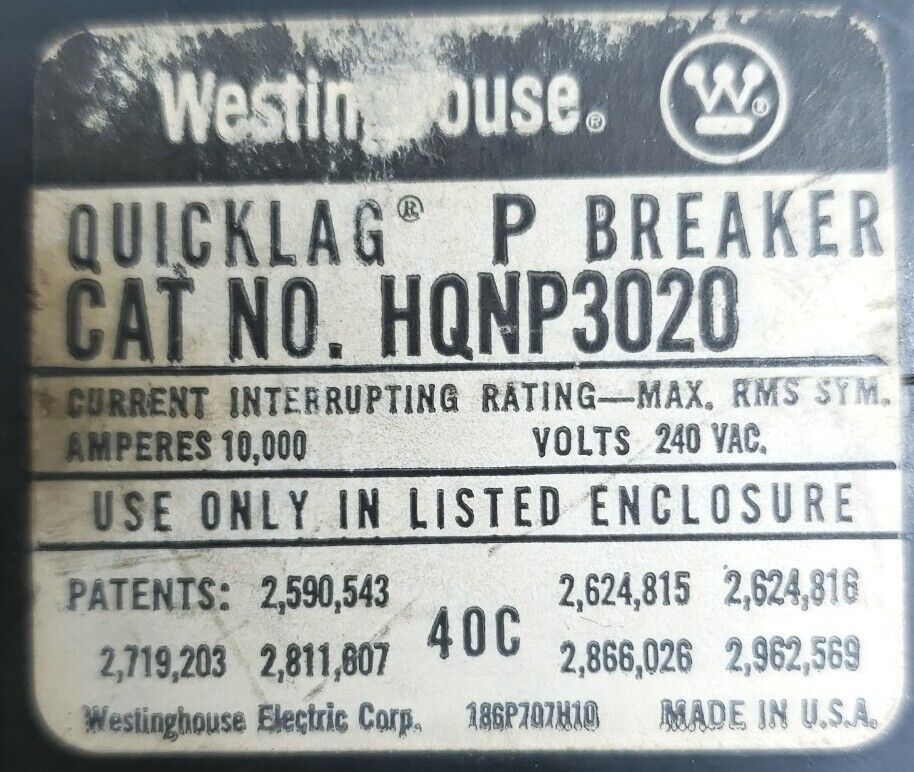 Westinghouse®
QUICKLAG® P BREAKER
CAT NO. HQNP3020
CURRENT INTERRUPTING RATING—MAX. RMS SYM.
AMPERES 10,000 VOLTS 240 VAC.
USE ONLY IN LISTED ENCLOSURE
PATENTS: 2,590,543 2,624,815 2,624,816
40C
2,719,203 2,811,607 2,866,026 2,962,569
Westinghouse Electric Corp. 186P707H10 MADE IN U.S.A.